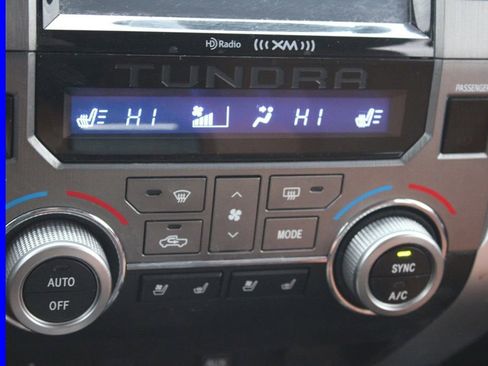 HD Radio ((( XM )))
TUNDRA
PASSENGER
HI HI
AUTO
OFF
MODE
SYNC
A/C